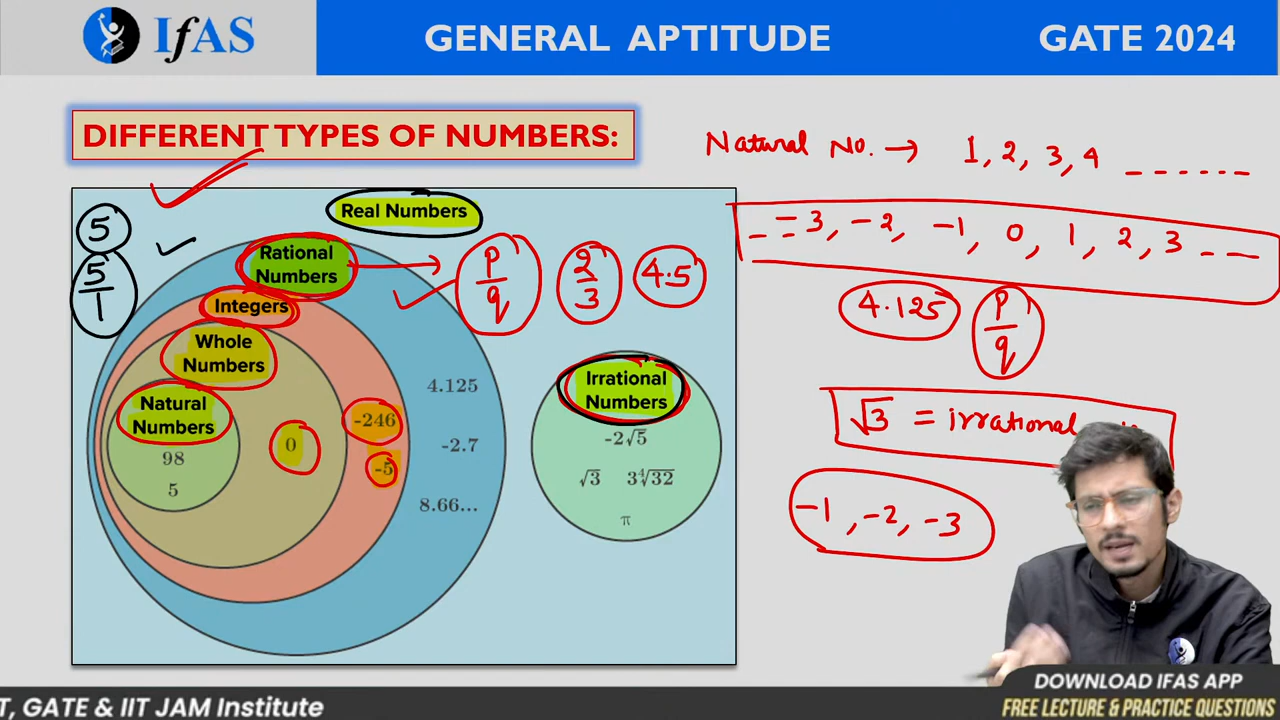 IfAS
GENERAL APTITUDE
GATE 2024
DIFFERENT TYPES OF NUMBERS:
Natural No. → 1, 2, 3, 4 ------
-- -3, -2, -1, 0, 1, 2, 3 ---
4.125
p/q
√3 = irrational
-1, -2, -3
5
5/1
Real Numbers
Rational
Numbers
p/q
2/3
4.5
Integers
Whole
Numbers
Natural
Numbers
98
5
0
-246
-5
4.125
-2.7
8.66...
Irrational
Numbers
-2√5
√3 3∜32
π
T, GATE & IIT JAM Institute
DOWNLOAD IFAS APP
FREE LECTURE & PRACTICE QUESTIONS